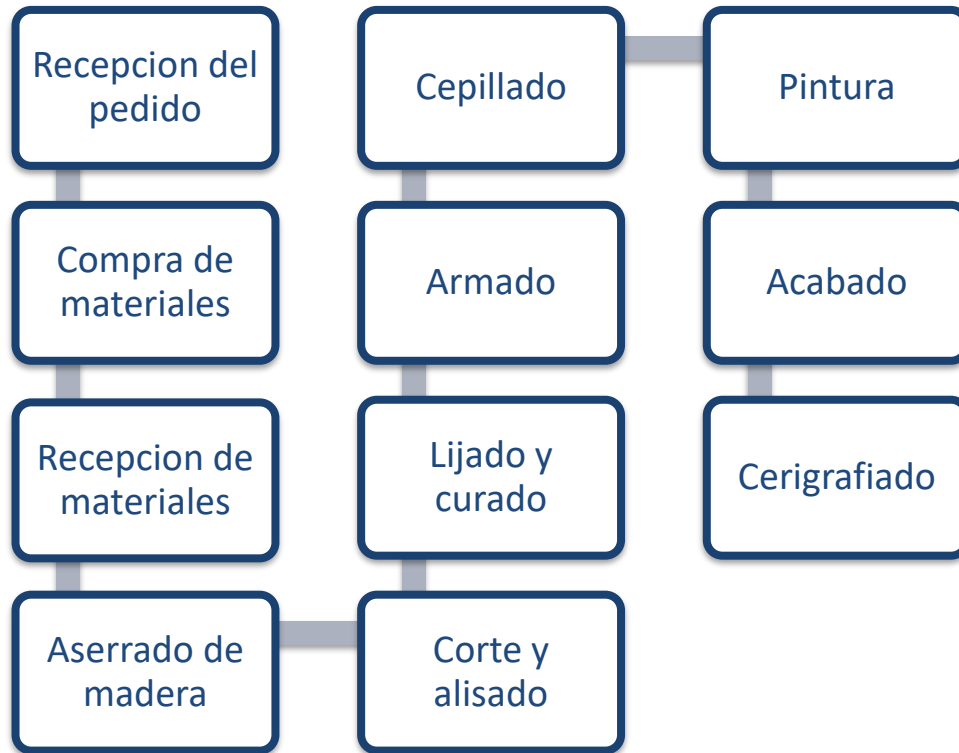 Recepcion del
pedido
Compra de
materiales
Recepcion de
materiales
Aserrado de
madera
Corte y
alisado
Lijado y
curado
Armado
Cepillado
Pintura
Acabado
Cerigrafiado